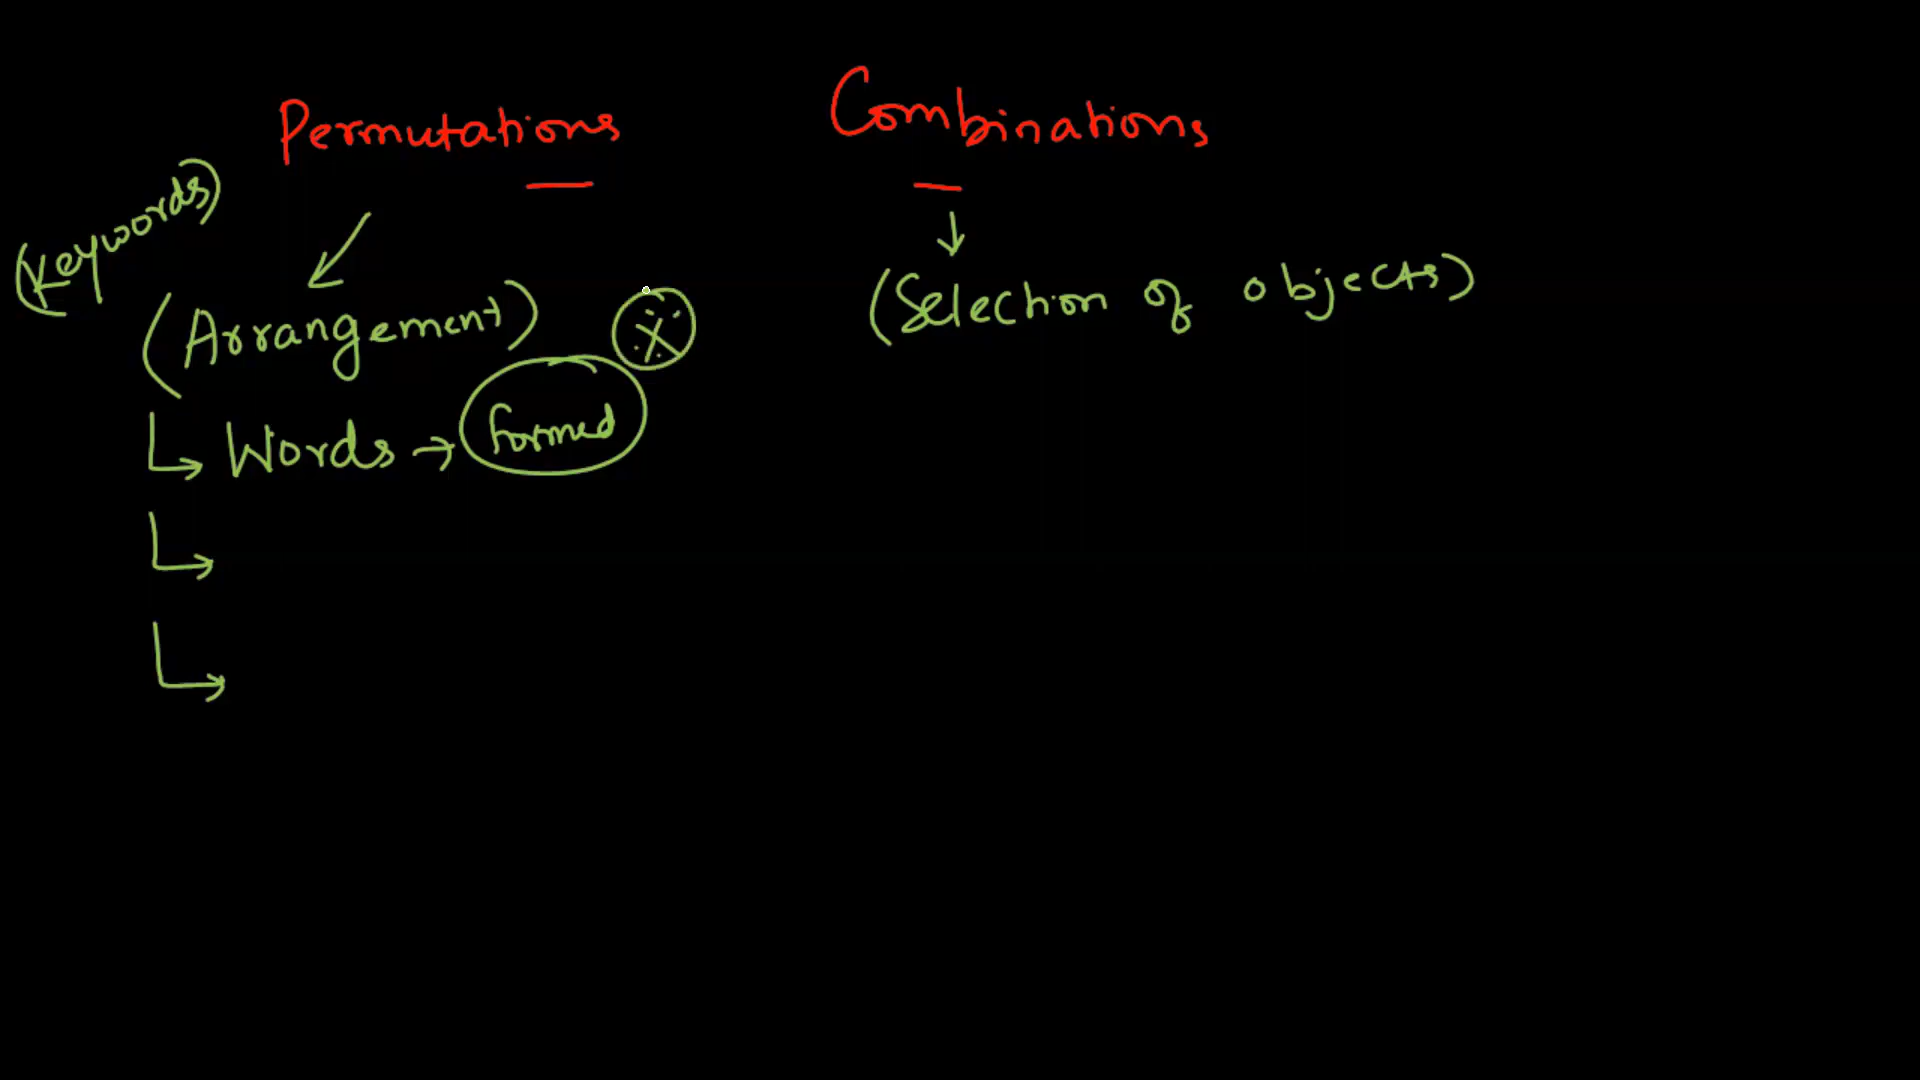 Permutations Combinations
(Keywords)
(Arrangement) (Selection of objects)
Words → formed